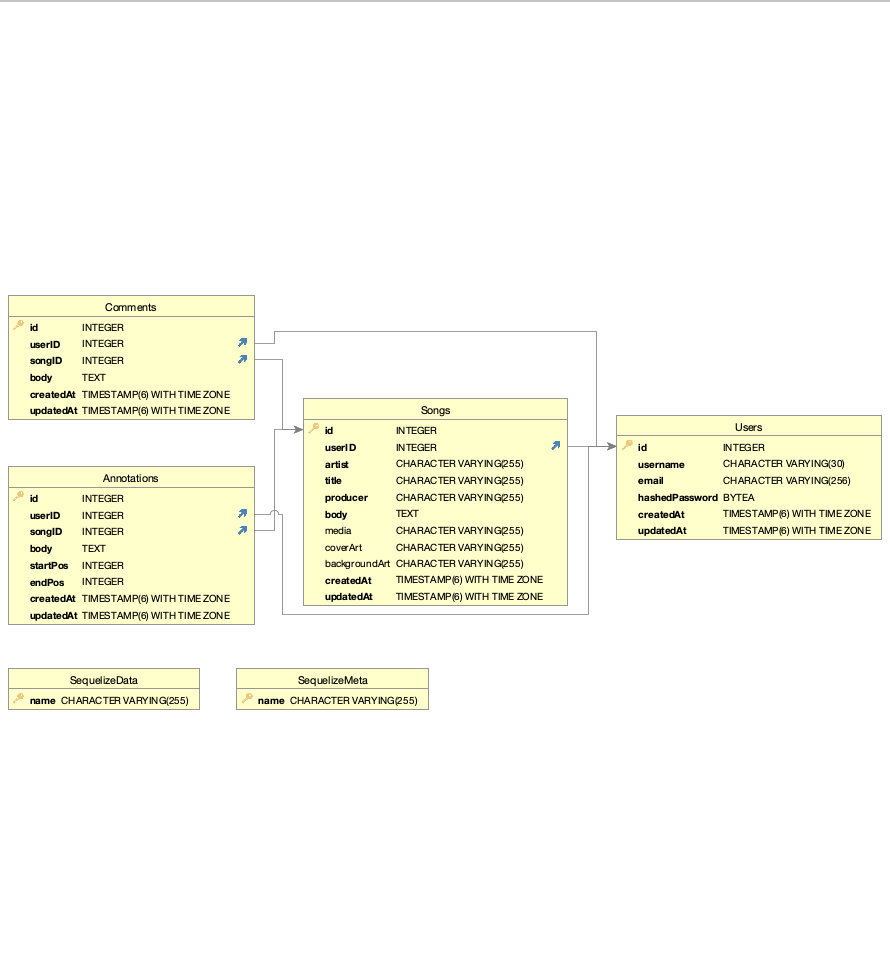 Comments
id INTEGER
userID INTEGER
songID INTEGER
body TEXT
createdAt TIMESTAMP(6) WITH TIME ZONE
updatedAt TIMESTAMP(6) WITH TIME ZONE
Annotations
id INTEGER
userID INTEGER
songID INTEGER
body TEXT
startPos INTEGER
endPos INTEGER
createdAt TIMESTAMP(6) WITH TIME ZONE
updatedAt TIMESTAMP(6) WITH TIME ZONE
Songs
id INTEGER
userID INTEGER
artist CHARACTER VARYING(255)
title CHARACTER VARYING(255)
producer CHARACTER VARYING(255)
body TEXT
media CHARACTER VARYING(255)
coverArt CHARACTER VARYING(255)
backgroundArt CHARACTER VARYING(255)
createdAt TIMESTAMP(6) WITH TIME ZONE
updatedAt TIMESTAMP(6) WITH TIME ZONE
Users
id INTEGER
username CHARACTER VARYING(30)
email CHARACTER VARYING(256)
hashedPassword BYTEA
createdAt TIMESTAMP(6) WITH TIME ZONE
updatedAt TIMESTAMP(6) WITH TIME ZONE
SequelizeData
name CHARACTER VARYING(255)
SequelizeMeta
name CHARACTER VARYING(255)